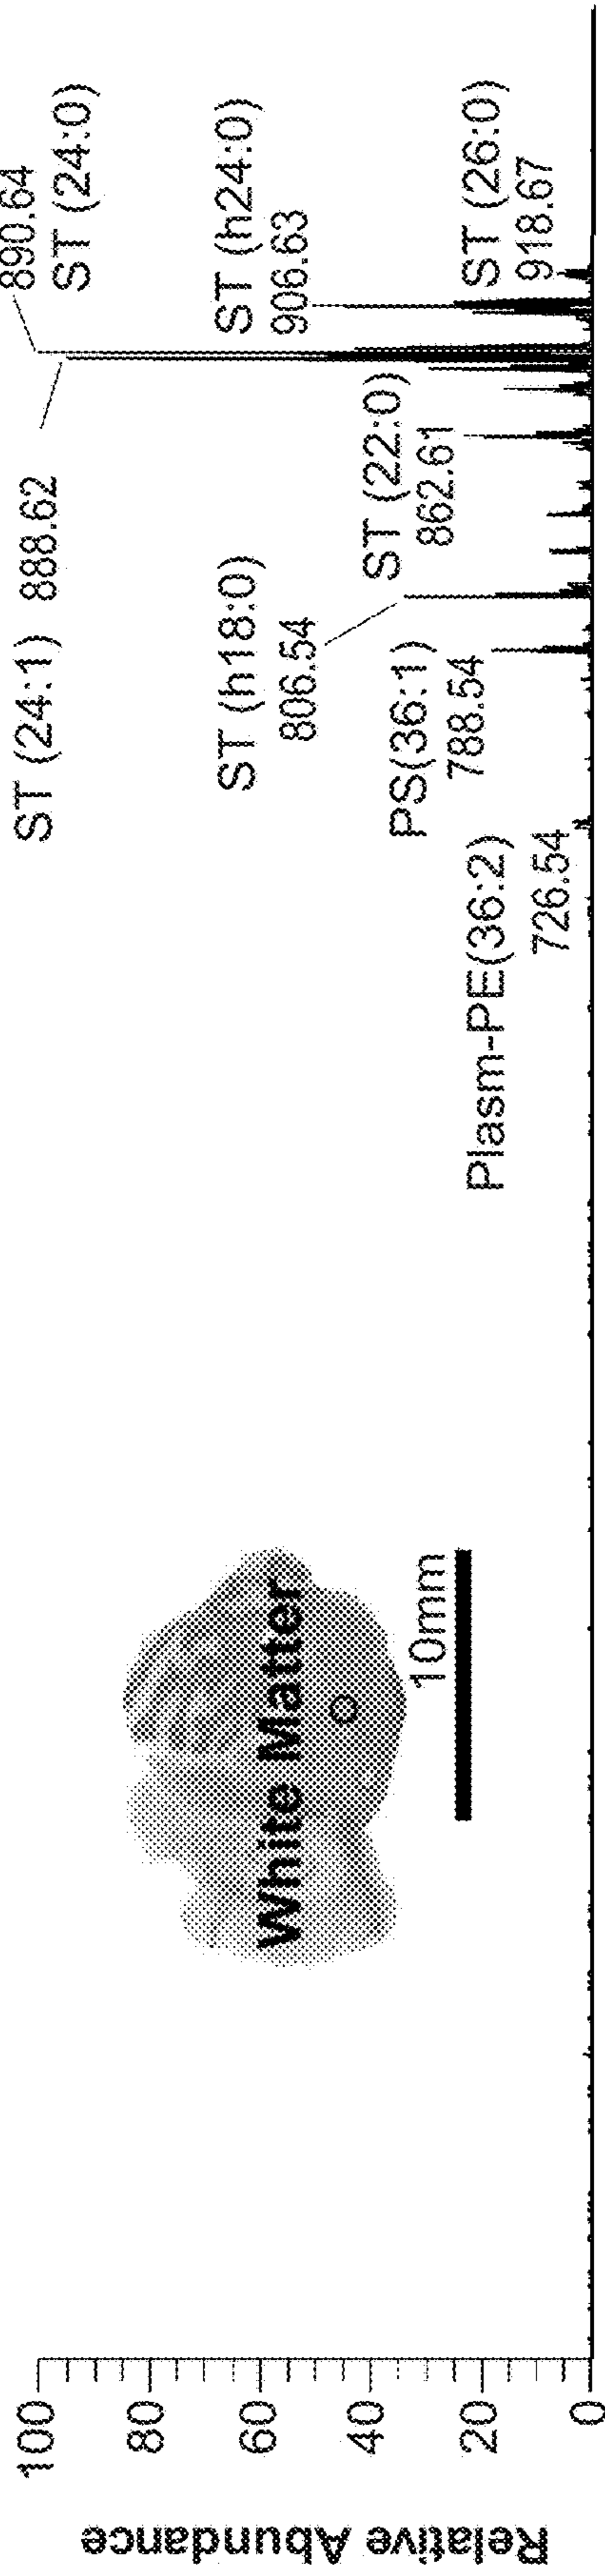 Relative Abundance
100
80
60
40
20
0
White Matter
10mm
Plasm-PE(36:2)
726.54
PS(36:1)
788.54
ST (h18:0)
806.54
ST (22:0)
862.61
ST (24:1) 888.62
890.64
ST (24:0)
ST (h24:0)
906.63
ST (26:0)
918.67